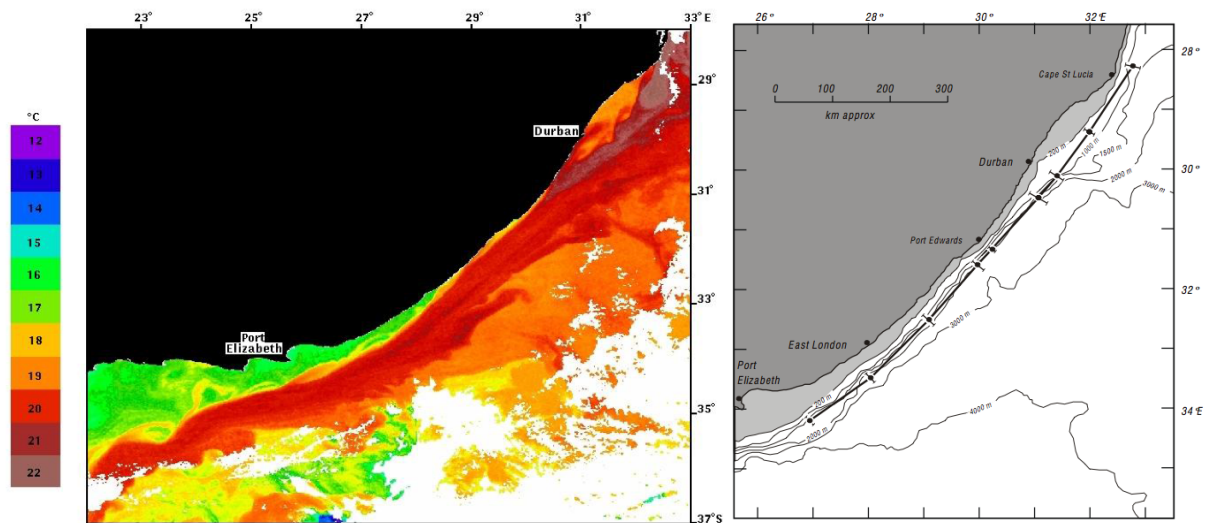 23°
25°
27°
29°
31°
33°E
29°
Durban
31°
33°
Port
Elizabeth
35°
37°S
°C
12
13
14
15
16
17
18
19
20
21
22
26°
28°
30°
32°E
28°
Cape St Lucia
0 100 160 200 300
km approx
200 m
1000 m
1500 m
2000 m
3000 m
Durban
30°
Port Edwards
32°
3000 m
East London
Port
Elizabeth
200 m
2000 m
34°E
4000 m